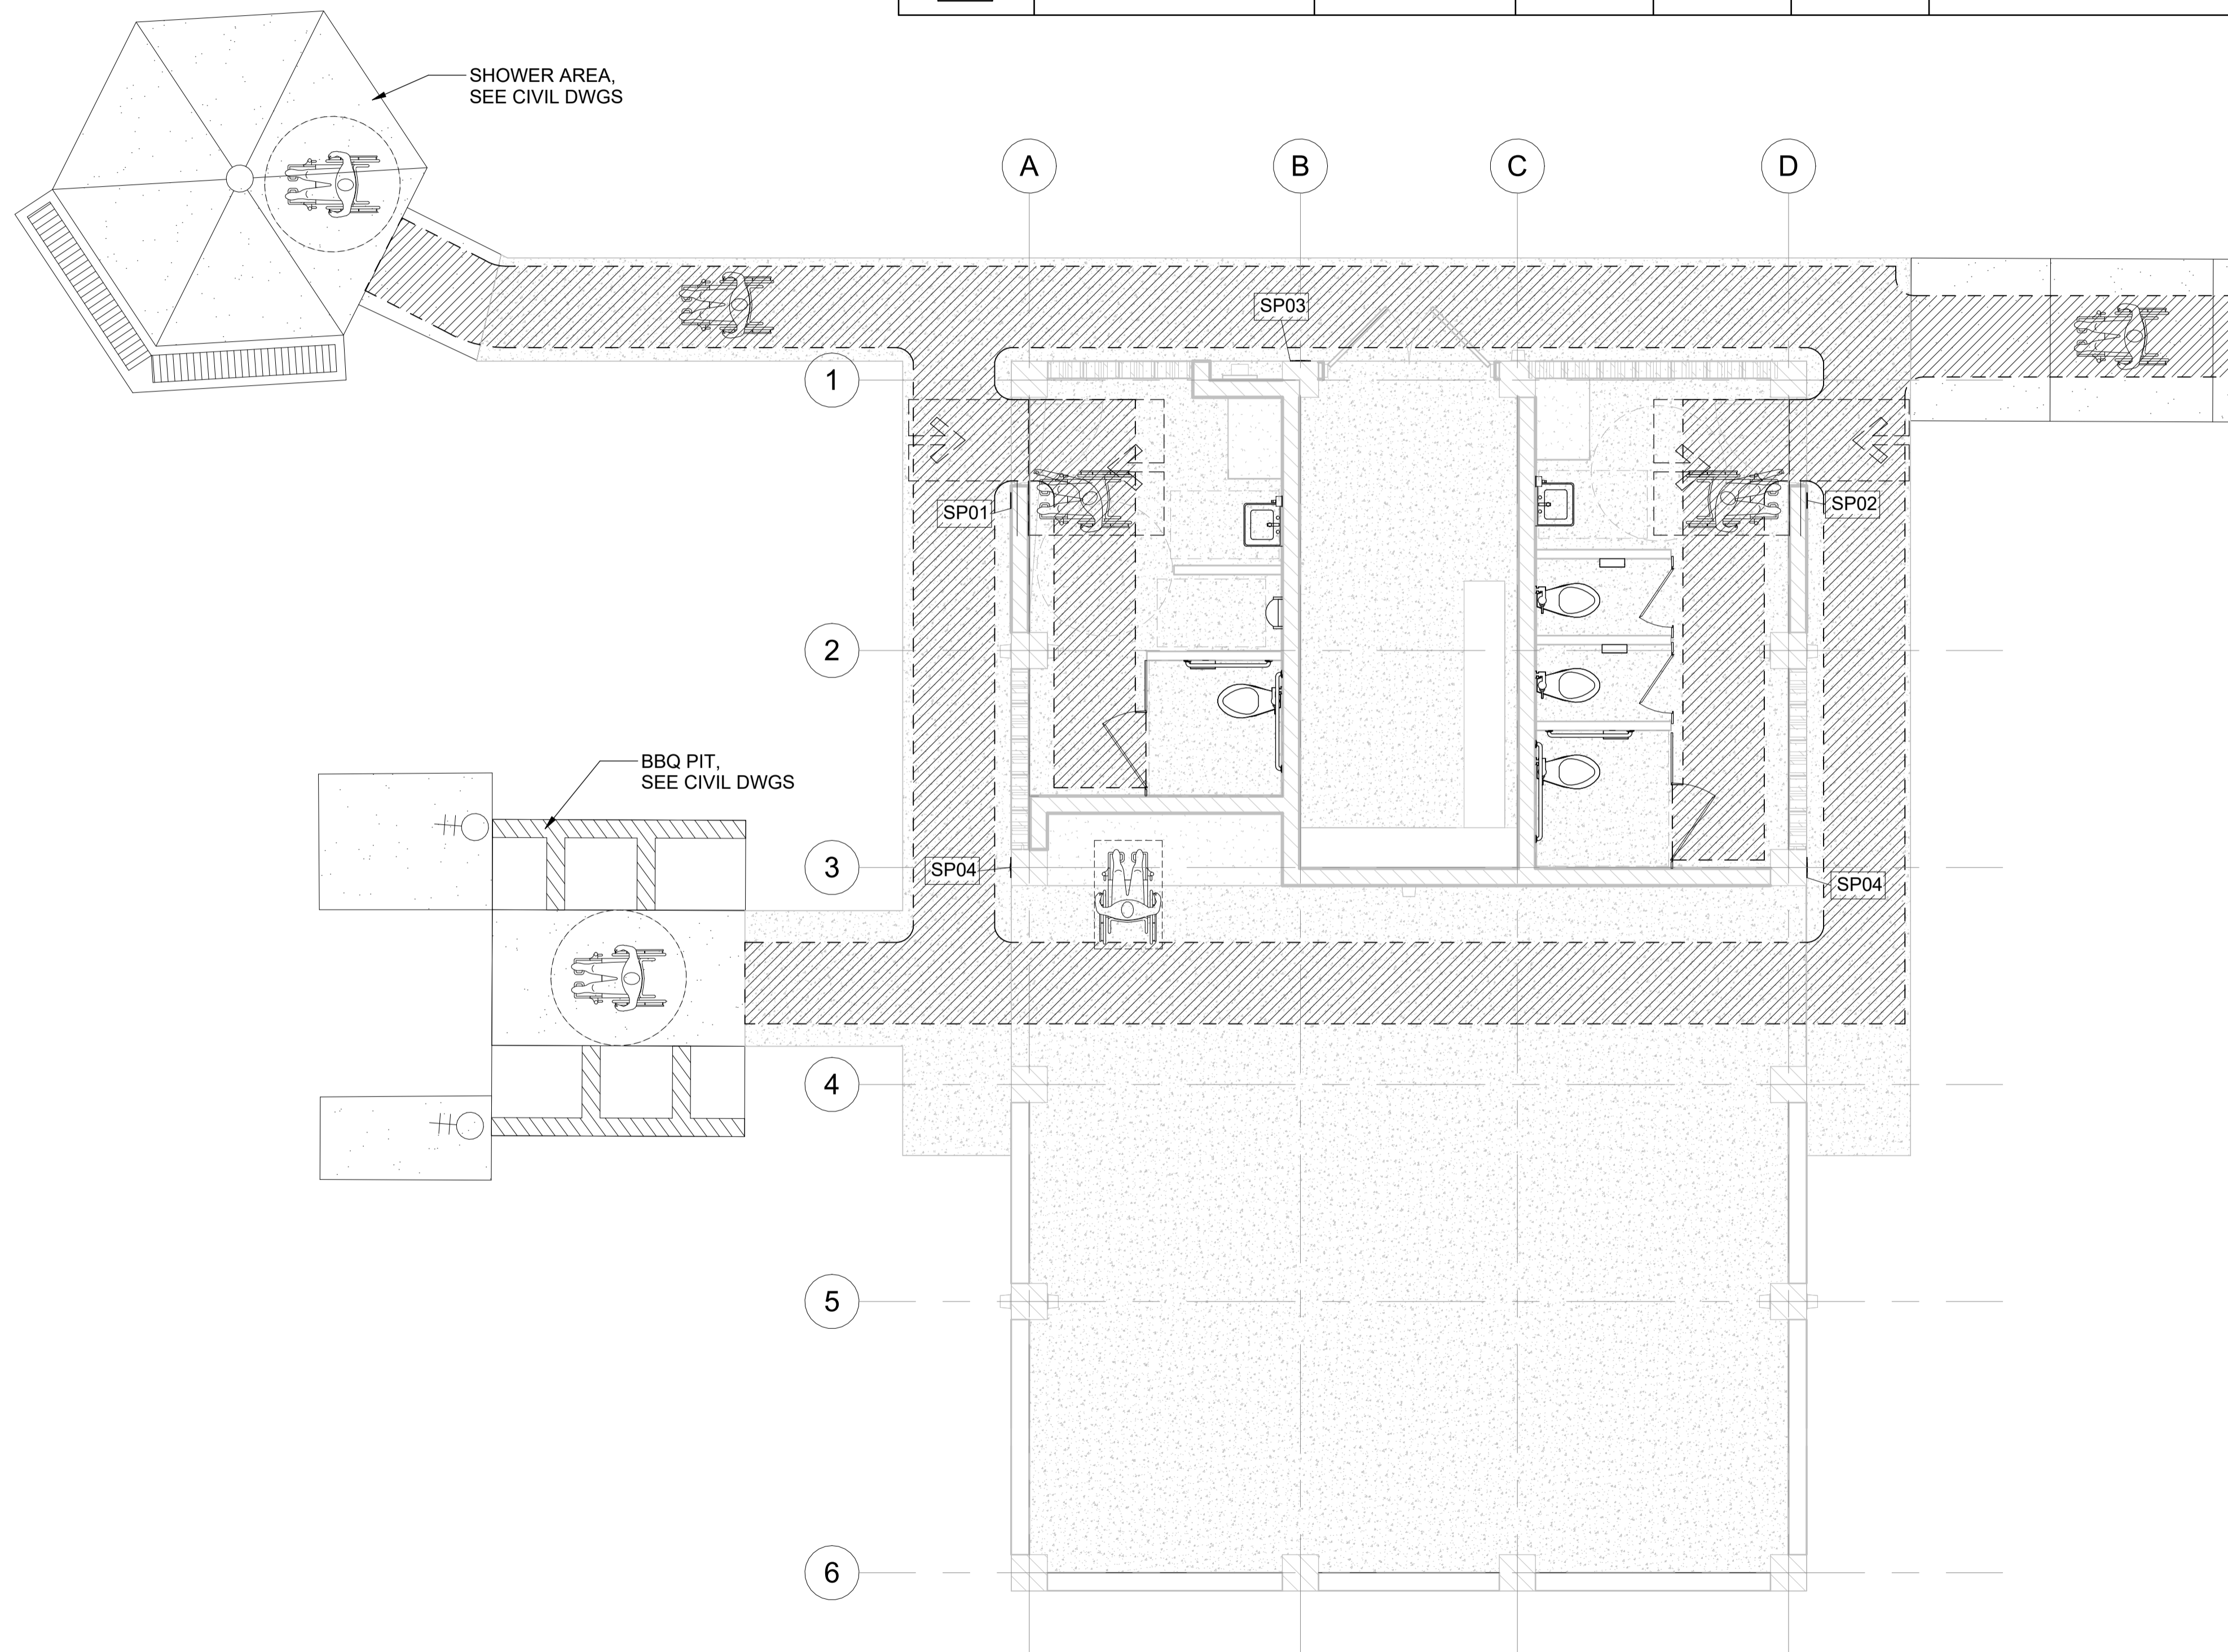 SHOWER AREA,
SEE CIVIL DWGS
A
B
C
D
SP03
1
SP01
SP02
2
BBQ PIT,
SEE CIVIL DWGS
3
SP04
SP04
4
5
6